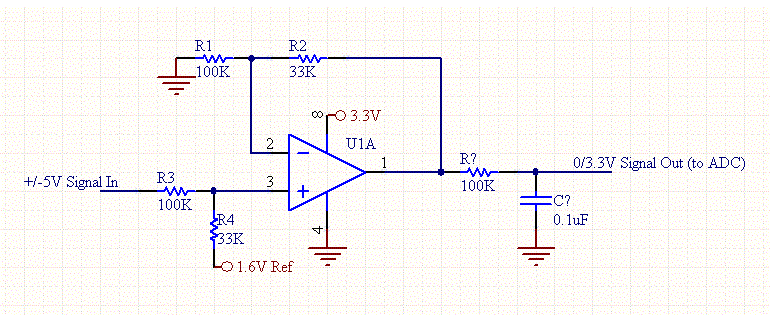 R1
R2
100K
33K
8
3.3V
U1A
2
1
R?
0/3.3V Signal Out (to ADC)
R3
+/-5V Signal In
3
100K
100K
C?
0.1uF
R4
33K
4
1.6V Ref